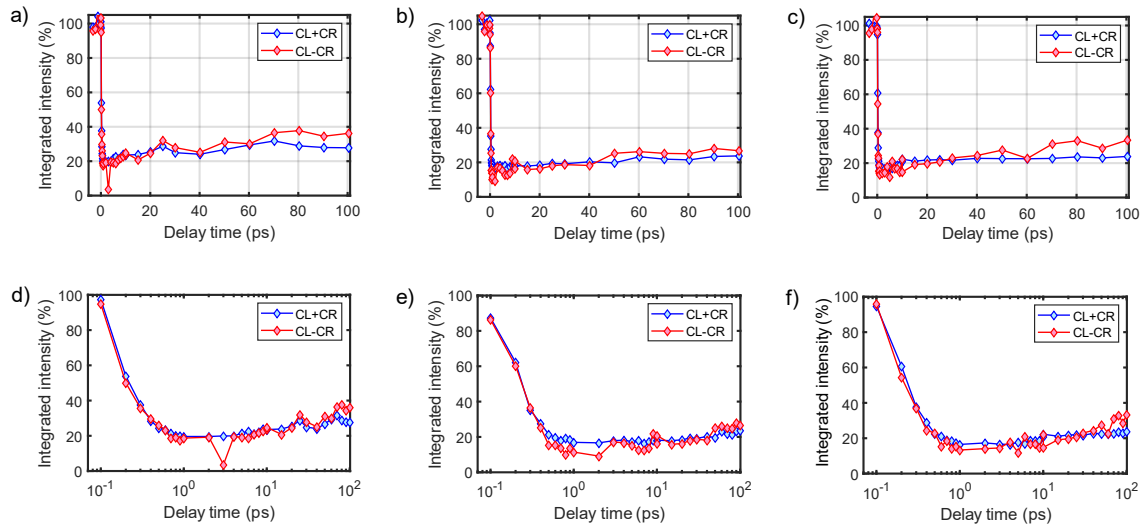 a)
Integrated intensity (%)
100
80
60
40
20
0
0
20
40
60
80
100
Delay time (ps)
CL+CR
CL-CR
b)
Integrated intensity (%)
100
80
60
40
20
0
0
20
40
60
80
100
Delay time (ps)
CL+CR
CL-CR
c)
Integrated intensity (%)
100
80
60
40
20
0
0
20
40
60
80
100
Delay time (ps)
CL+CR
CL-CR
d)
Integrated intensity (%)
100
80
60
40
20
0
10⁻¹
10⁰
10¹
10²
Delay time (ps)
CL+CR
CL-CR
e)
Integrated intensity (%)
100
80
60
40
20
0
10⁻¹
10⁰
10¹
10²
Delay time (ps)
CL+CR
CL-CR
f)
Integrated intensity (%)
100
80
60
40
20
0
10⁻¹
10⁰
10¹
10²
Delay time (ps)
CL+CR
CL-CR